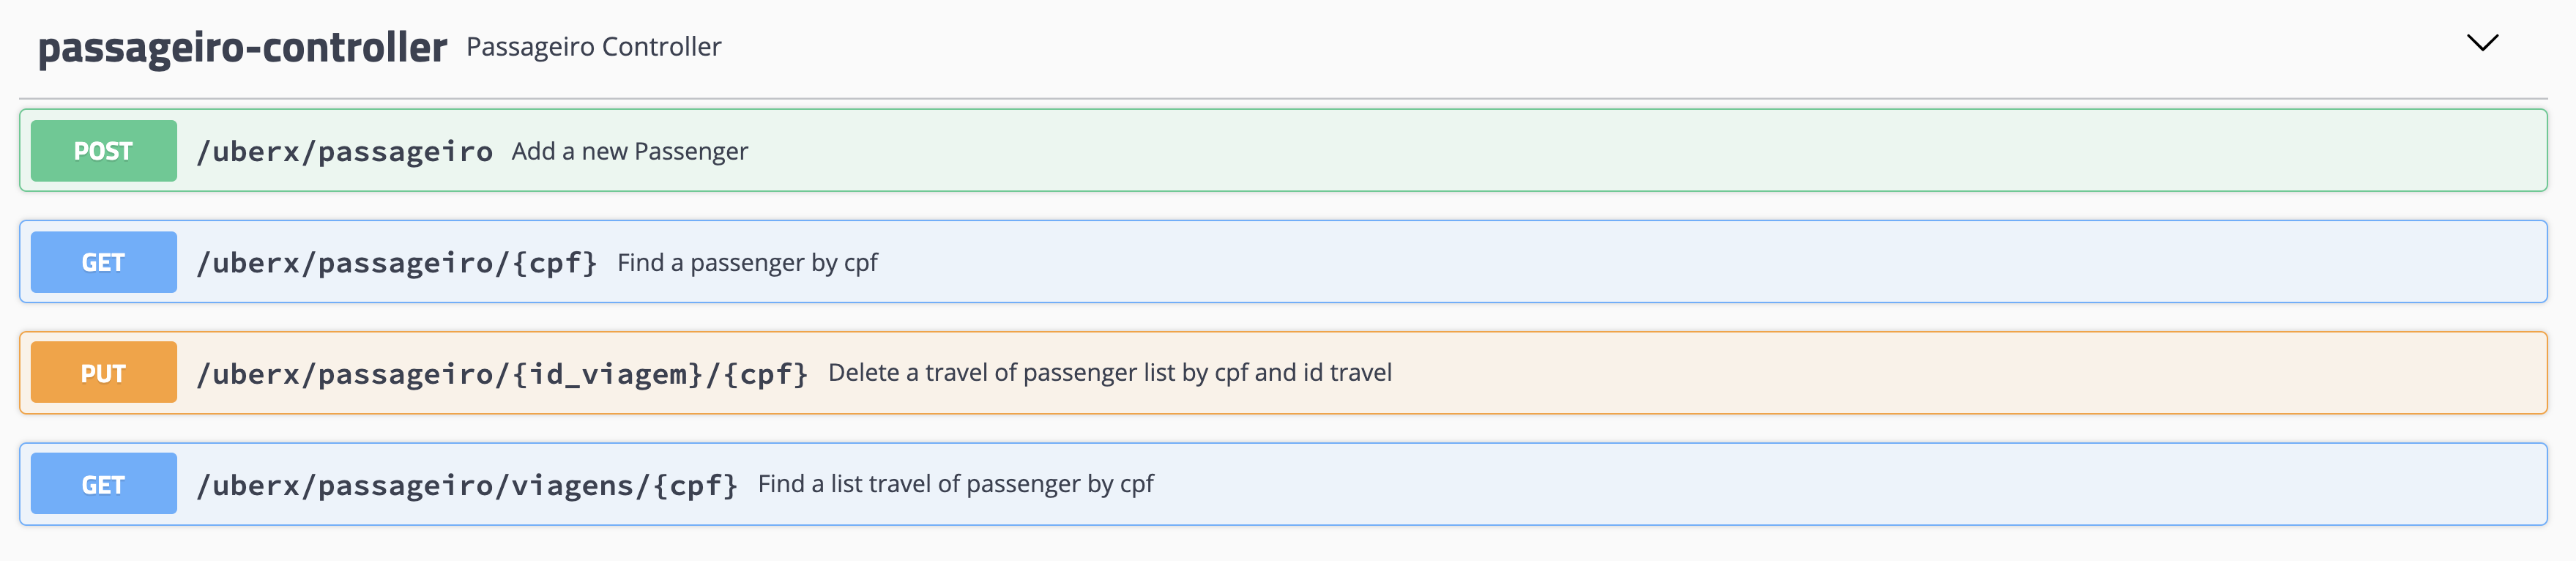 passageiro-controller Passageiro Controller
POST /uberx/passageiro Add a new Passenger
GET /uberx/passageiro/{cpf} Find a passenger by cpf
PUT /uberx/passageiro/{id_viagem}/{cpf} Delete a travel of passenger list by cpf and id travel
GET /uberx/passageiro/viagens/{cpf} Find a list travel of passenger by cpf